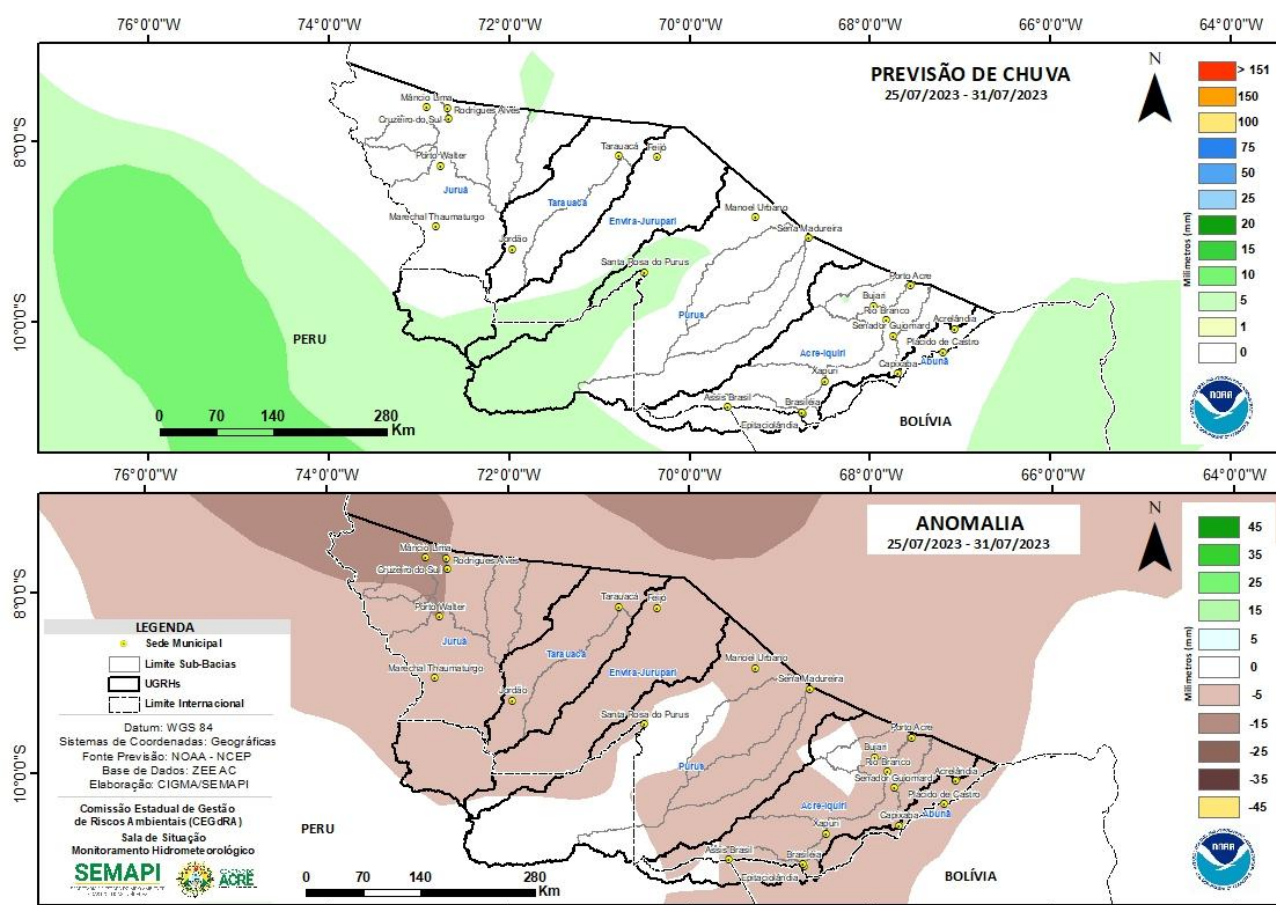 76°0'0"W 74°0'0"W 72°0'0"W 70°0'0"W 68°0'0"W 66°0'0"W 64°0'0"W
PREVISÃO DE CHUVA
25/07/2023 - 31/07/2023
N
8°0'0"S
10°0'0"S
Mâncio Lima
Rodrigues Alves
Cruzeiro do Sul
Porto Walter
Juruá
Marechal Thaumaturgo
Tarauacá
Feijó
Tarauacá
Envira-Jurupari
Jordão
Manoel Urbano
Sena Madureira
Santa Rosa do Purus
Purus
Porto Acre
Bujari
Rio Branco
Senador Guiomard
Acrelândia
Plácido de Castro
Acre-Iquiri
Abunã
Capixaba
Xapuri
Assis Brasil
Brasiléia
Epitaciolândia
PERU
BOLÍVIA
0 70 140 280
Km
Milímetros (mm)
> 151
150
100
75
50
25
20
15
10
5
1
0
NOAA
76°0'0"W 74°0'0"W 72°0'0"W 70°0'0"W 68°0'0"W 66°0'0"W 64°0'0"W
ANOMALIA
25/07/2023 - 31/07/2023
N
8°0'0"S
10°0'0"S
Mâncio Lima
Rodrigues Alves
Cruzeiro do Sul
Porto Walter
Juruá
Marechal Thaumaturgo
Tarauacá
Feijó
Tarauacá
Envira-Jurupari
Jordão
Manoel Urbano
Sena Madureira
Santa Rosa do Purus
Purus
Porto Acre
Bujari
Rio Branco
Senador Guiomard
Acrelândia
Plácido de Castro
Acre-Iquiri
Abunã
Capixaba
Xapuri
Assis Brasil
Brasiléia
Epitaciolândia
PERU
BOLÍVIA
0 70 140 280
Km
Milímetros (mm)
45
35
25
15
5
0
-5
-15
-25
-35
-45
NOAA
LEGENDA
Sede Municipal
Limite Sub-Bacias
UGRHs
Limite Internacional
Datum: WGS 84
Sistemas de Coordenadas: Geográficas
Fonte Previsão: NOAA - NCEP
Base de Dados: ZEE AC
Elaboração: CIGMA/SEMAPI
Comissão Estadual de Gestão
de Riscos Ambientais (CEGdRA)
Sala de Situação
Monitoramento Hidrometeorológico
SEMAPI
ACRE